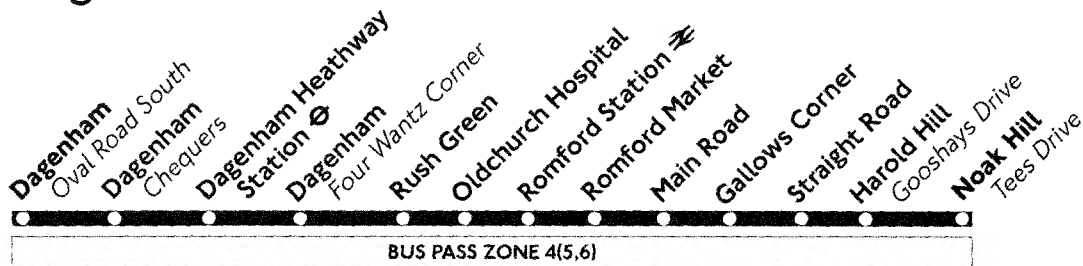 Dagenham
Oval Road South
Dagenham
Chequers
Dagenham Heathway
Station
Dagenham
Four Wantz Corner
Rush Green
Oldchurch Hospital
Romford Station
Romford Market
Main Road
Gallows Corner
Straight Road
Harold Hill
Gooshays Drive
Noak Hill
Tees Drive
BUS PASS ZONE 4(5,6)